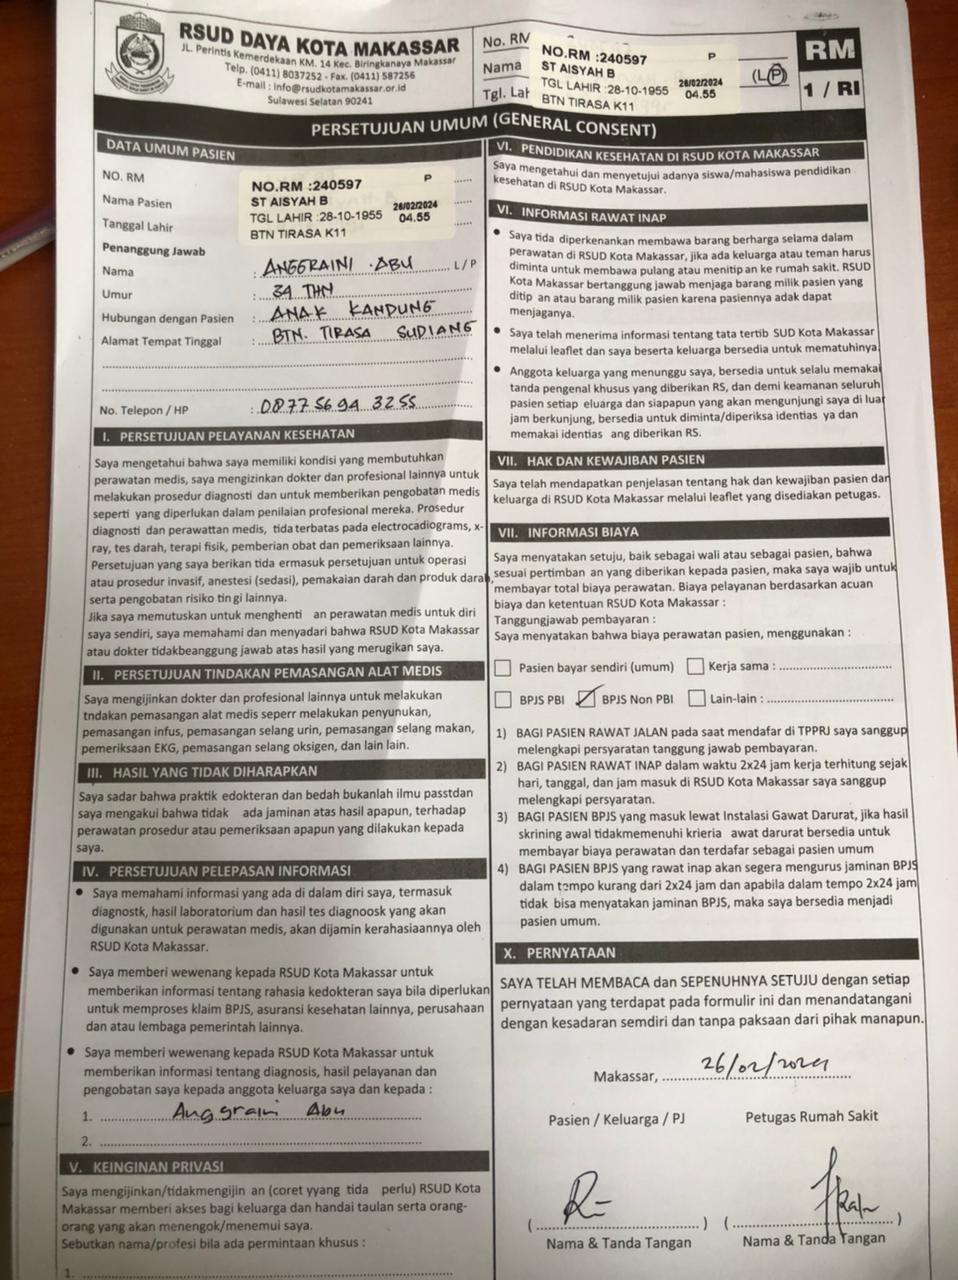 RSUD DAYA KOTA MAKASSAR
JL. Perintis Kemerdekaan KM. 14 Kec. Biringkanaya Makassar
Telp. (0411) 8037252 - Fax. (0411) 587256
E-mail : info@rsudkotamakassar.or.id
Sulawesi Selatan 90241
No. RM
Nama
Tgl. Lah
NO.RM :240597 P
ST AISYAH B
TGL LAHIR :28-10-1955 26/02/2024
BTN TIRASA K11 04.55
(L/P)
RM
1 / RI
PERSETUJUAN UMUM (GENERAL CONSENT)
DATA UMUM PASIEN
NO. RM
Nama Pasien
Tanggal Lahir
NO.RM :240597 P
ST AISYAH B 26/02/2024
TGL LAHIR :28-10-1955 04.55
BTN TIRASA K11
Penanggung Jawab
Nama : ANGGRAINI ABU L/P
Umur : 34 THN
Hubungan dengan Pasien : ANAK KANDUNG
Alamat Tempat Tinggal : BTN. TIRASA SUDIANG
No. Telepon / HP : 0877 5694 3255
I. PERSETUJUAN PELAYANAN KESEHATAN
Saya mengetahui bahwa saya memiliki kondisi yang membutuhkan
perawatan medis, saya mengizinkan dokter dan profesional lainnya untuk
melakukan prosedur diagnosti dan untuk memberikan pengobatan medis
seperti yang diperlukan dalam penilaian profesional mereka. Prosedur
diagnosti dan perawattan medis, tida terbatas pada electrocadiograms, x-
ray, tes darah, terapi fisik, pemberian obat dan pemeriksaan lainnya.
Persetujuan yang saya berikan tida ermasuk persetujuan untuk operasi
atau prosedur invasif, anestesi (sedasi), pemakaian darah dan produk darah,
serta pengobatan risiko tin gi lainnya.
Jika saya memutuskan untuk menghenti an perawatan medis untuk diri
saya sendiri, saya memahami dan menyadari bahwa RSUD Kota Makassar
atau dokter tidakbeanggung jawab atas hasil yang merugikan saya.
II. PERSETUJUAN TINDAKAN PEMASANGAN ALAT MEDIS
Saya mengijinkan dokter dan profesional lainnya untuk melakukan
tndakan pemasangan alat medis seperr melakukan penyunukan,
pemasangan infus, pemasangan selang urin, pemasangan selang makan,
pemeriksaan EKG, pemasangan selang oksigen, dan lain lain.
III. HASIL YANG TIDAK DIHARAPKAN
Saya sadar bahwa praktik edokteran dan bedah bukanlah ilmu passtdan
saya mengakui bahwa tidak ada jaminan atas hasil apapun, terhadap
perawatan prosedur atau pemeriksaan apapun yang dilakukan kepada
saya.
IV. PERSETUJUAN PELEPASAN INFORMASI
• Saya memahami informasi yang ada di dalam diri saya, termasuk
diagnostk, hasil laboratorium dan hasil tes diagnoosk yang akan
digunakan untuk perawatan medis, akan dijamin kerahasiaannya oleh
RSUD Kota Makassar.
• Saya memberi wewenang kepada RSUD Kota Makassar untuk
memberikan informasi tentang rahasia kedokteran saya bila diperlukan
untuk memproses klaim BPJS, asuransi kesehatan lainnya, perusahaan
dan atau lembaga pemerintah lainnya.
• Saya memberi wewenang kepada RSUD Kota Makassar untuk
memberikan informasi tentang diagnosis, hasil pelayanan dan
pengobatan saya kepada anggota keluarga saya dan kepada :
1. Anggraini Abu
2.
V. KEINGINAN PRIVASI
Saya mengijinkan/tidakmengijin an (coret yyang tida perlu) RSUD Kota
Makassar memberi akses bagi keluarga dan handai taulan serta orang-
orang yang akan menengok/menemui saya.
Sebutkan nama/profesi bila ada permintaan khusus :
1.
VI. PENDIDIKAN KESEHATAN DI RSUD KOTA MAKASSAR
Saya mengetahui dan menyetujui adanya siswa/mahasiswa pendidikan
kesehatan di RSUD Kota Makassar.
VI. INFORMASI RAWAT INAP
• Saya tida diperkenankan membawa barang berharga selama dalam
perawatan di RSUD Kota Makassar, jika ada keluarga atau teman harus
diminta untuk membawa pulang atau menitip an ke rumah sakit. RSUD
Kota Makassar bertanggung jawab menjaga barang milik pasien yang
ditip an atau barang milik pasien karena pasiennya adak dapat
menjaganya.
• Saya telah menerima informasi tentang tata tertib SUD Kota Makassar
melalui leaflet dan saya beserta keluarga bersedia untuk mematuhinya
• Anggota keluarga yang menunggu saya, bersedia untuk selalu memakai
tanda pengenal khusus yang diberikan RS, dan demi keamanan seluruh
pasien setiap eluarga dan siapapun yang akan mengunjungi saya di luar
jam berkunjung, bersedia untuk diminta/diperiksa identias ya dan
memakai identias ang diberikan RS.
VII. HAK DAN KEWAJIBAN PASIEN
Saya telah mendapatkan penjelasan tentang hak dan kewajiban pasien dan
keluarga di RSUD Kota Makassar melalui leaflet yang disediakan petugas.
VII. INFORMASI BIAYA
Saya menyatakan setuju, baik sebagai wali atau sebagai pasien, bahwa
sesuai pertimban an yang diberikan kepada pasien, maka saya wajib untuk
membayar total biaya perawatan. Biaya pelayanan berdasarkan acuan
biaya dan ketentuan RSUD Kota Makassar :
Tanggungjawab pembayaran :
Saya menyatakan bahwa biaya perawatan pasien, menggunakan :
Pasien bayar sendiri (umum) Kerja sama :
BPJS PBI BPJS Non PBI Lain-lain :
1) BAGI PASIEN RAWAT JALAN pada saat mendafar di TPPRJ saya sanggup
melengkapi persyaratan tanggung jawab pembayaran.
2) BAGI PASIEN RAWAT INAP dalam waktu 2x24 jam kerja terhitung sejak
hari, tanggal, dan jam masuk di RSUD Kota Makassar saya sanggup
melengkapi persyaratan.
3) BAGI PASIEN BPJS yang masuk lewat Instalasi Gawat Darurat, jika hasil
skrining awal tidakmemenuhi krieria awat darurat bersedia untuk
membayar biaya perawatan dan terdafar sebagai pasien umum
4) BAGI PASIEN BPJS yang rawat inap akan segera mengurus jaminan BPJS
dalam tempo kurang dari 2x24 jam dan apabila dalam tempo 2x24 jam
tidak bisa menyatakan jaminan BPJS, maka saya bersedia menjadi
pasien umum.
X. PERNYATAAN
SAYA TELAH MEMBACA dan SEPENUHNYA SETUJU dengan setiap
pernyataan yang terdapat pada formulir ini dan menandatangani
dengan kesadaran semdiri dan tanpa paksaan dari pihak manapun.
Makassar, 26/02/2024
Pasien / Keluarga / PJ Petugas Rumah Sakit
Nama & Tanda Tangan Nama & Tanda Tangan